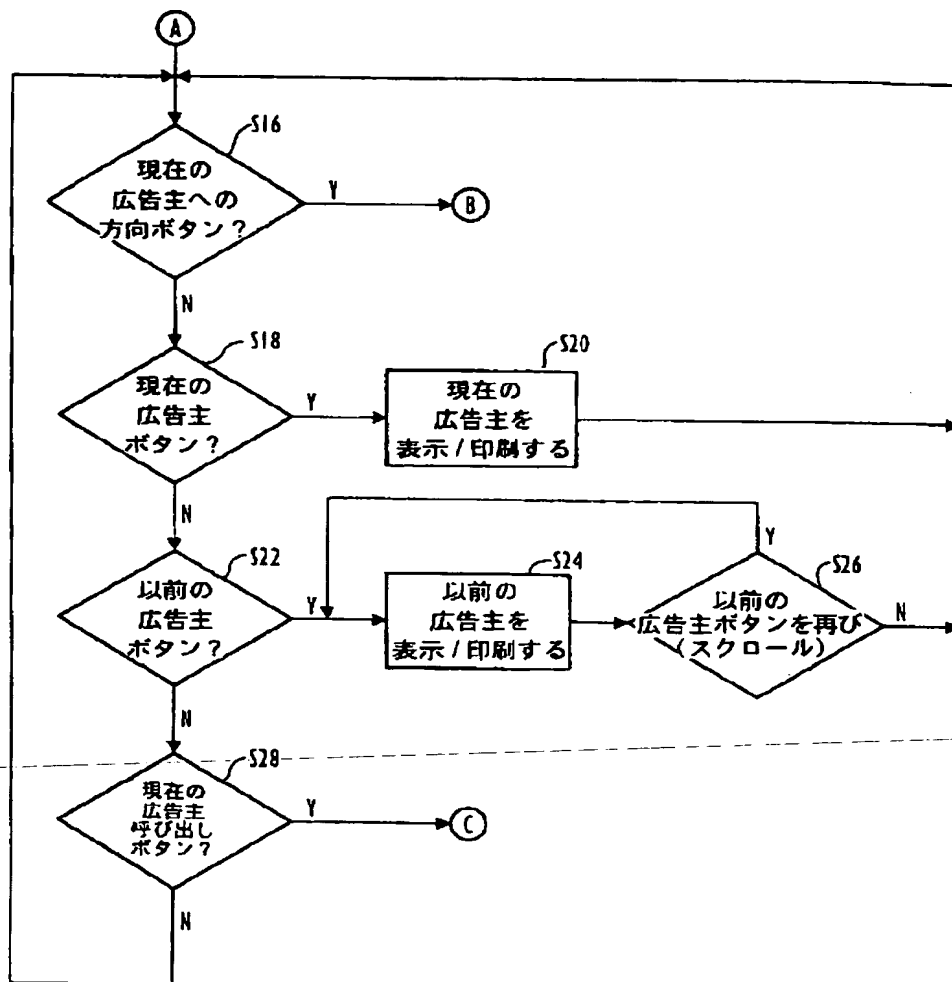 A
S16
現在の
広告主への
方向ボタン?
Y
B
N
S18
現在の
広告主
ボタン?
Y
S20
現在の
広告主を
表示/印刷する
N
S22
以前の
広告主
ボタン?
Y
S24
以前の
広告主を
表示/印刷する
Y
S26
以前の
広告主ボタンを再び
(スクロール)
N
N
S28
現在の
広告主
呼び出し
ボタン?
Y
C
N